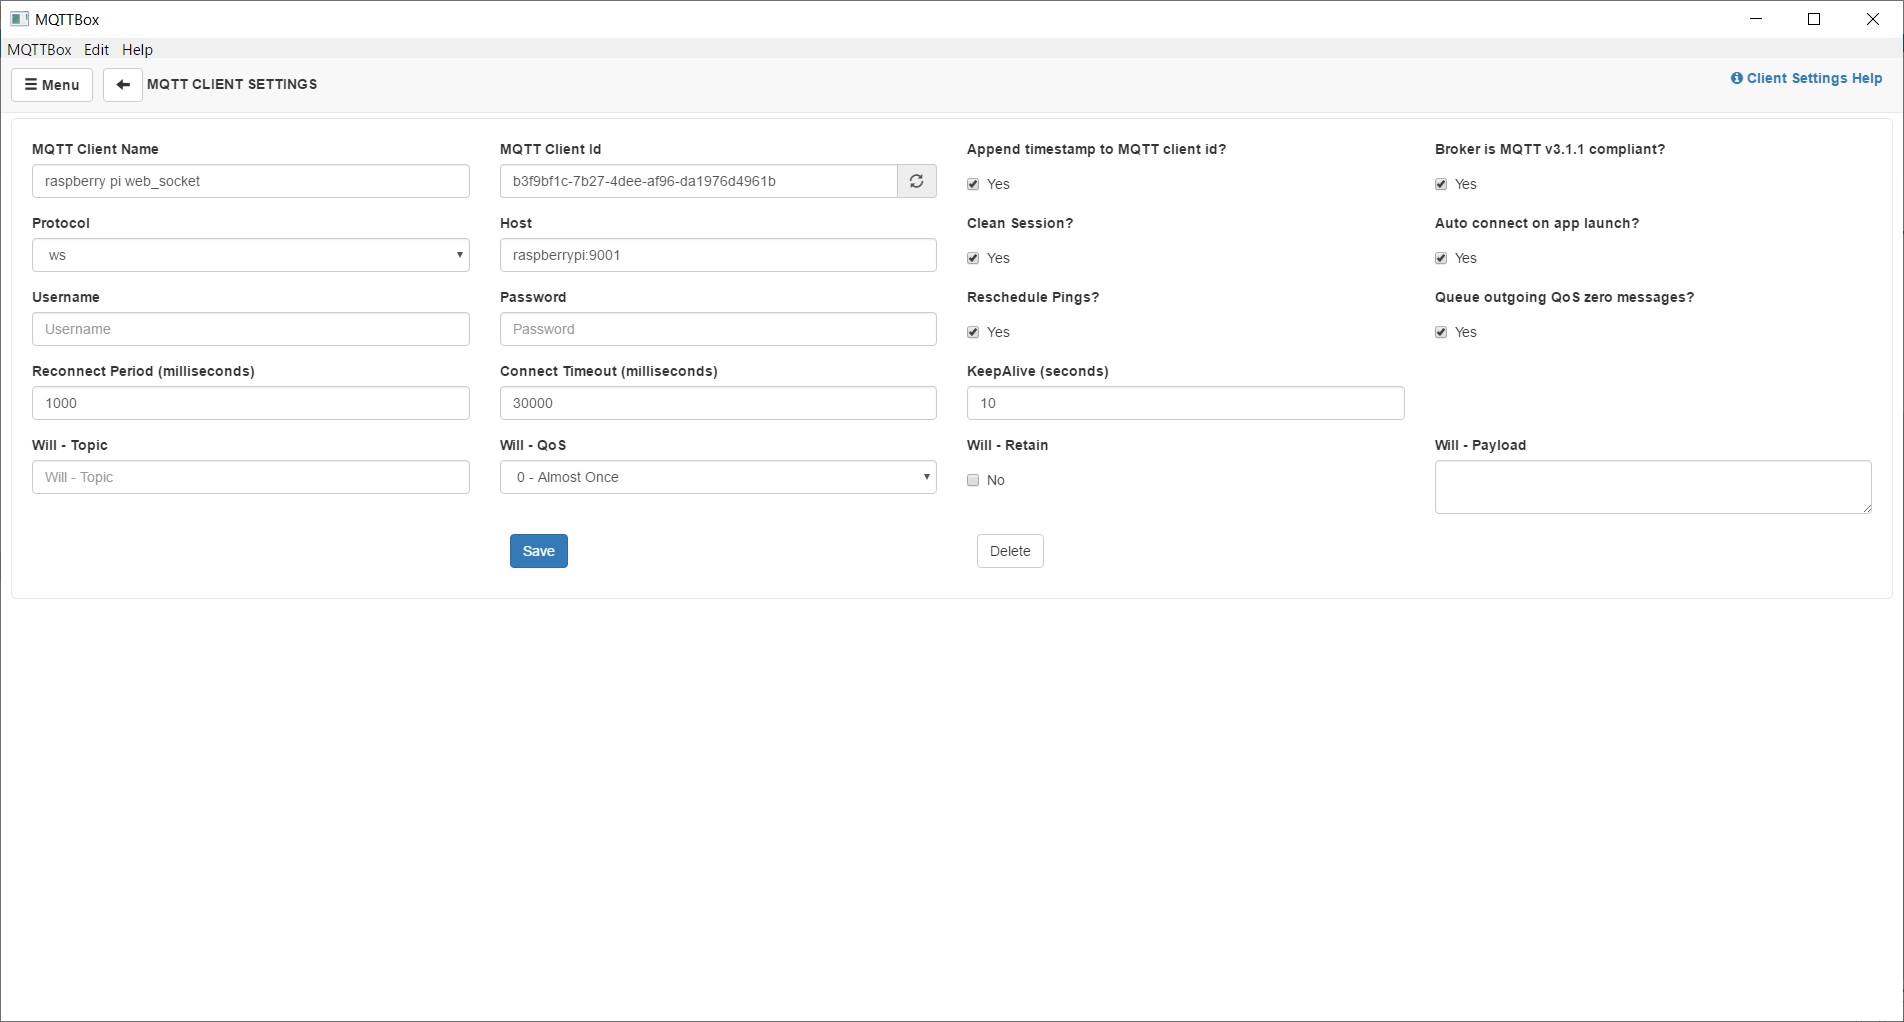 MQTTBox
MQTTBox Edit Help
Menu MQTT CLIENT SETTINGS Client Settings Help
MQTT Client Name MQTT Client Id Append timestamp to MQTT client id? Broker is MQTT v3.1.1 compliant?
raspberry pi web_socket b3f9bf1c-7b27-4dee-af96-da1976d4961b Yes Yes
Protocol Host Clean Session? Auto connect on app launch?
ws raspberrypi:9001 Yes Yes
Username Password Reschedule Pings? Queue outgoing QoS zero messages?
Username Password Yes Yes
Reconnect Period (milliseconds) Connect Timeout (milliseconds) KeepAlive (seconds)
1000 30000 10
Will - Topic Will - QoS Will - Retain Will - Payload
Will - Topic 0 - Almost Once No
Save Delete